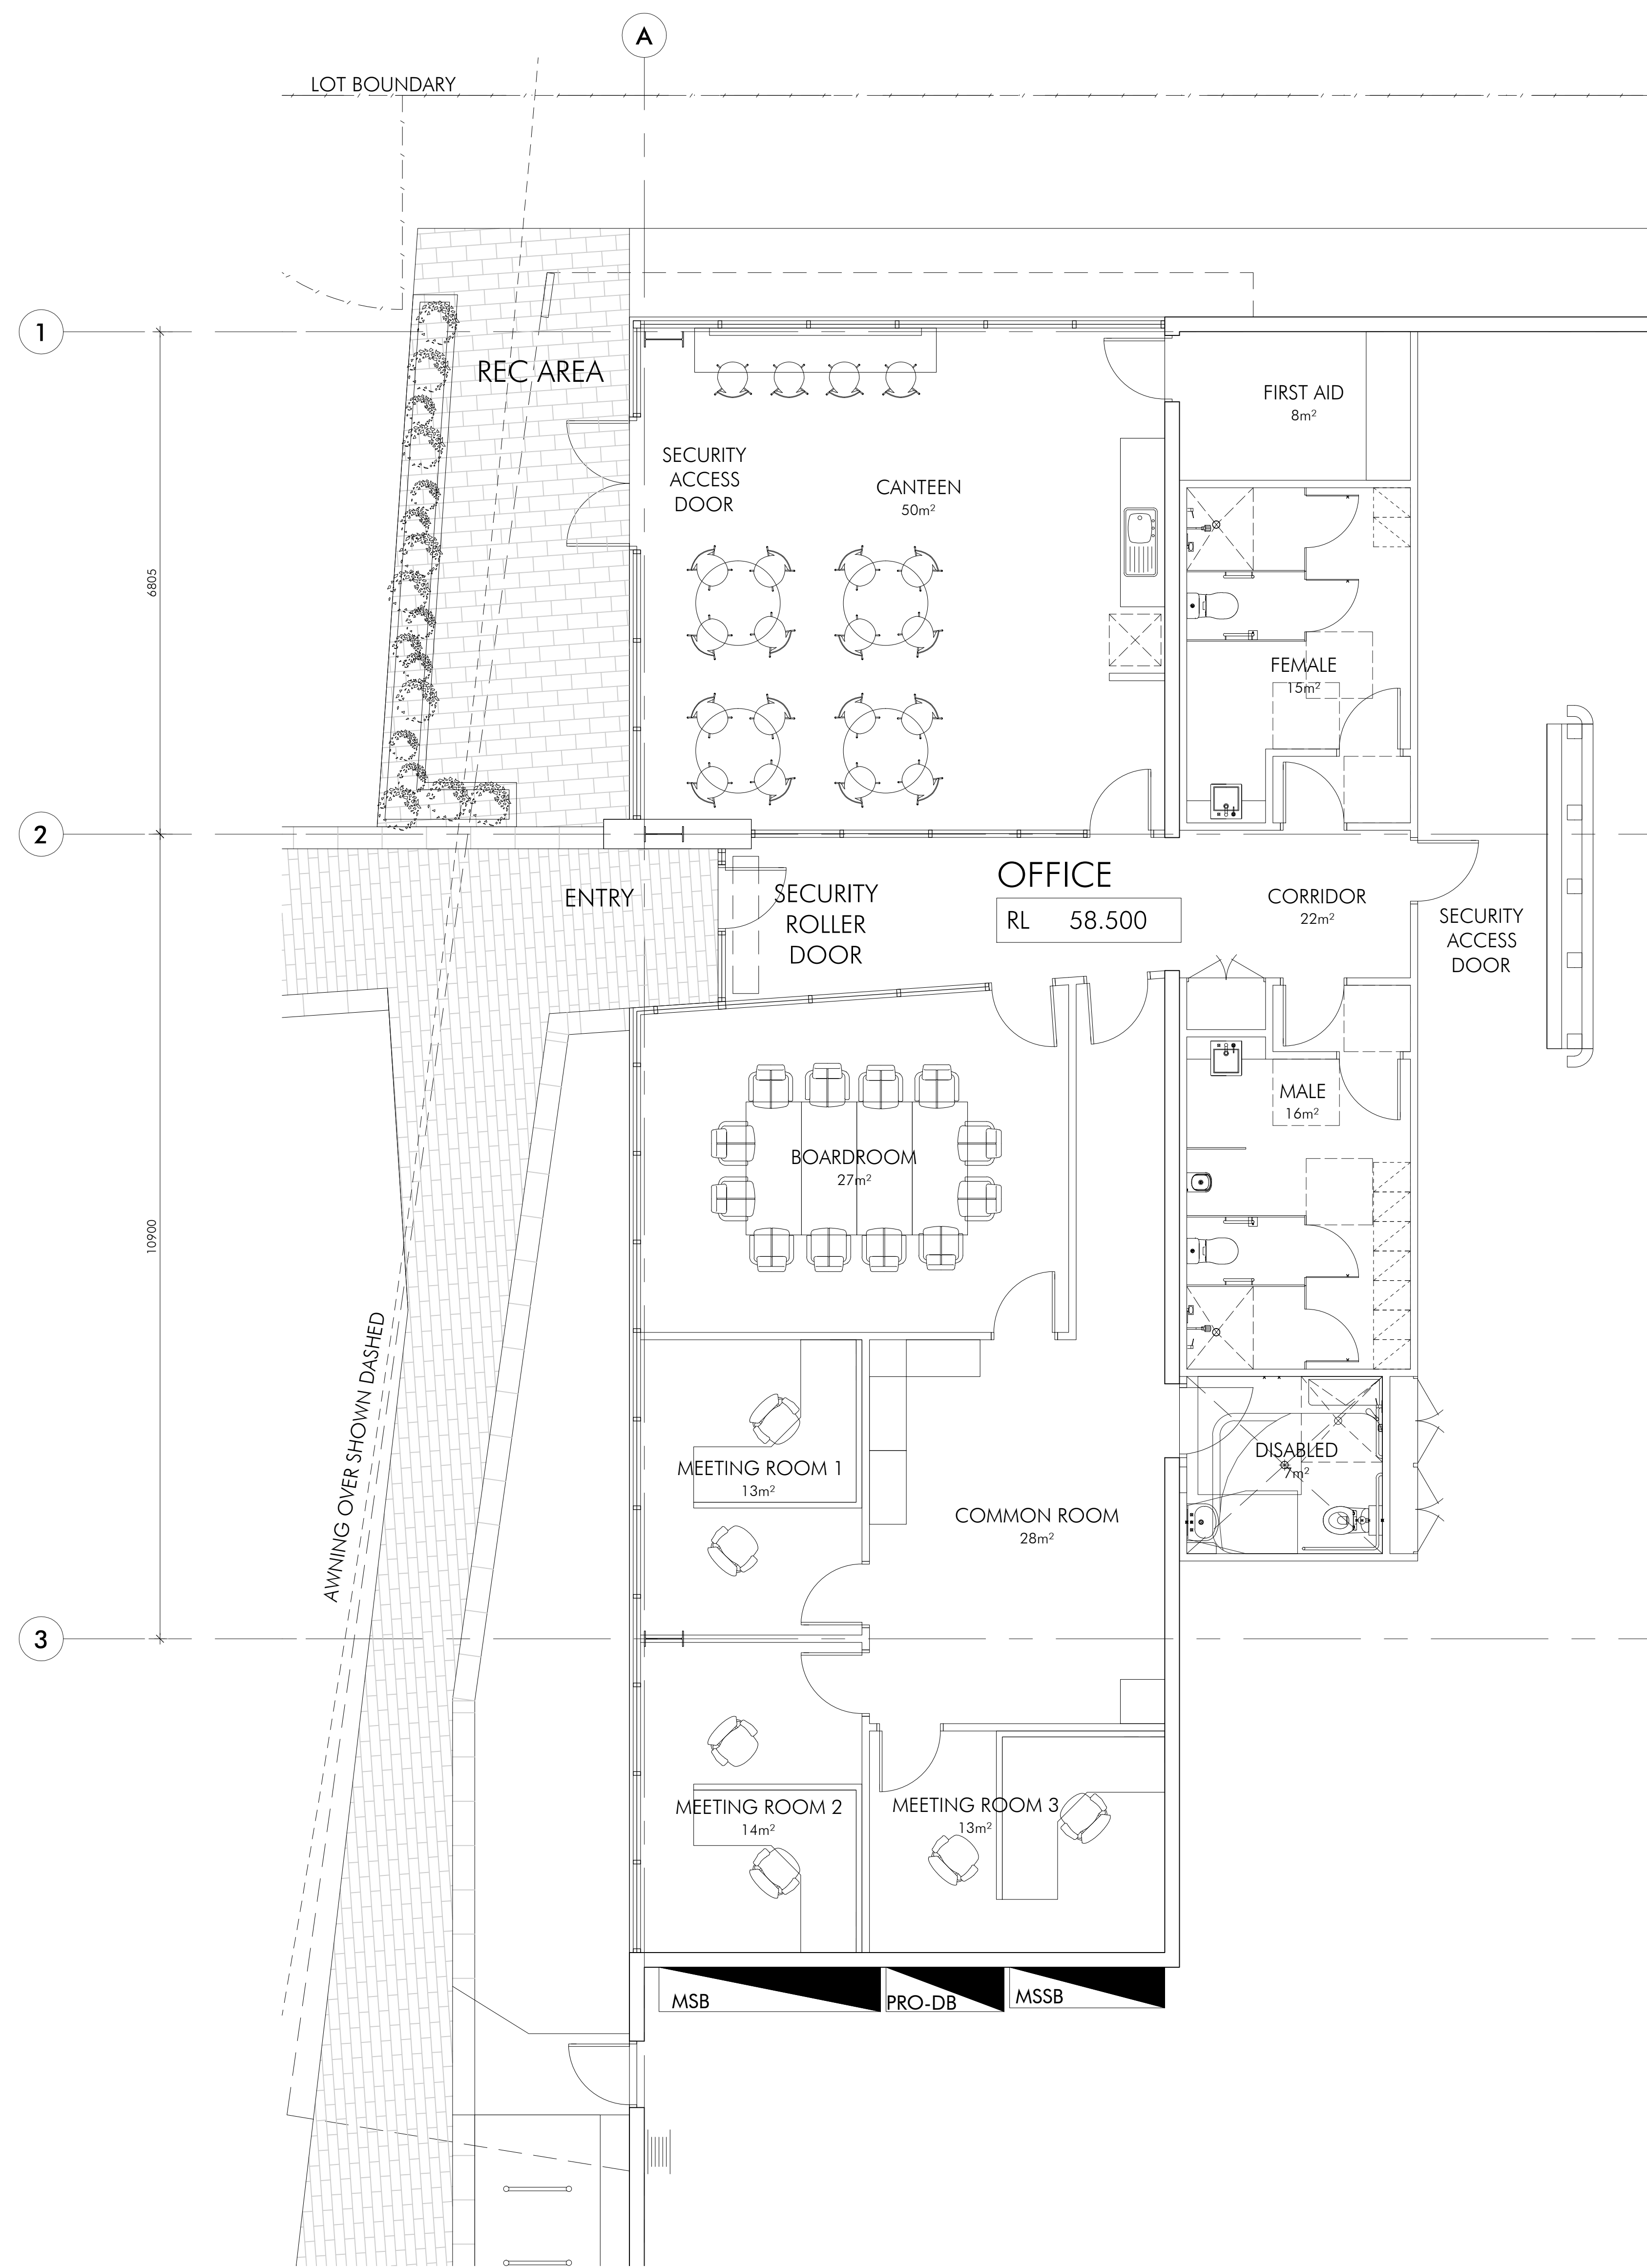 A
LOT BOUNDARY
1
REC AREA
FIRST AID
8m²
SECURITY
ACCESS
DOOR
CANTEEN
50m²
6805
FEMALE
15m²
2
ENTRY
SECURITY
ROLLER
DOOR
OFFICE
RL 58.500
CORRIDOR
22m²
SECURITY
ACCESS
DOOR
MALE
16m²
BOARDROOM
27m²
10900
AWNING OVER SHOWN DASHED
MEETING ROOM 1
13m²
DISABLED
7m²
COMMON ROOM
28m²
3
MEETING ROOM 2
14m²
MEETING ROOM 3
13m²
MSB
PRO-DB
MSSB